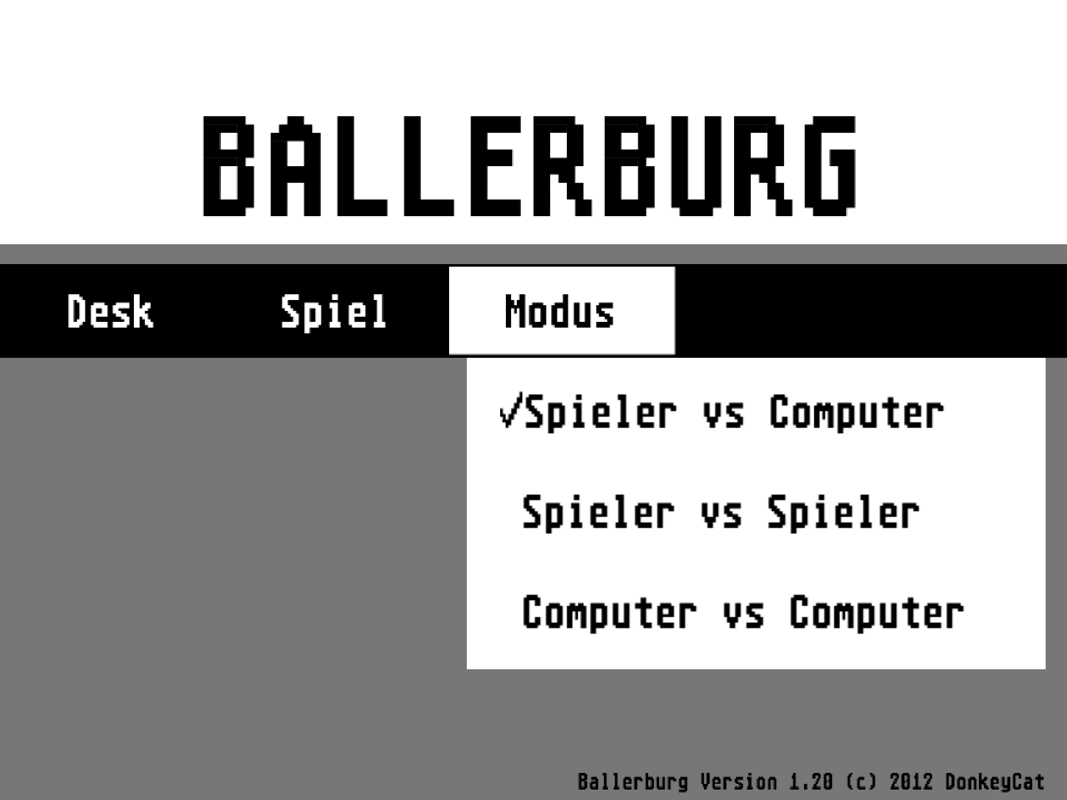 BALLERBURG
Desk Spiel Modus
✓Spieler vs Computer
Spieler vs Spieler
Computer vs Computer
Ballerburg Version 1.20 (c) 2012 DonkeyCat